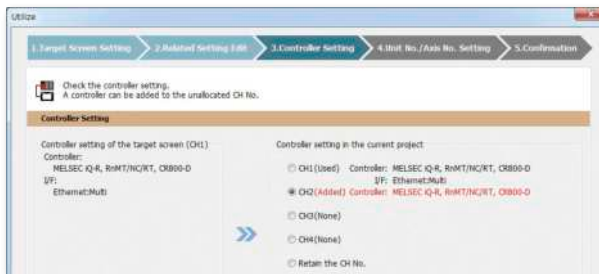 Utilize
1.Target Screen Setting
2.Related Setting Edit
3.Controller Setting
4.Unit No./Axis No. Setting
5.Confirmation
Check the controller setting.
A controller can be added to the unallocated CH No.
Controller Setting
Controller setting of the target screen (CH1)
Controller:
MELSEC iQ-R, RnMT/NC/RT, CR800-D
I/F:
Ethernet:Multi
Controller setting in the current project
CH1(Used) Controller: MELSEC iQ-R, RnMT/NC/RT, CR800-D
I/F: Ethernet:Multi
CH2(Added) Controller: MELSEC iQ-R, RnMT/NC/RT, CR800-D
CH3(None)
CH4(None)
Retain the CH No.